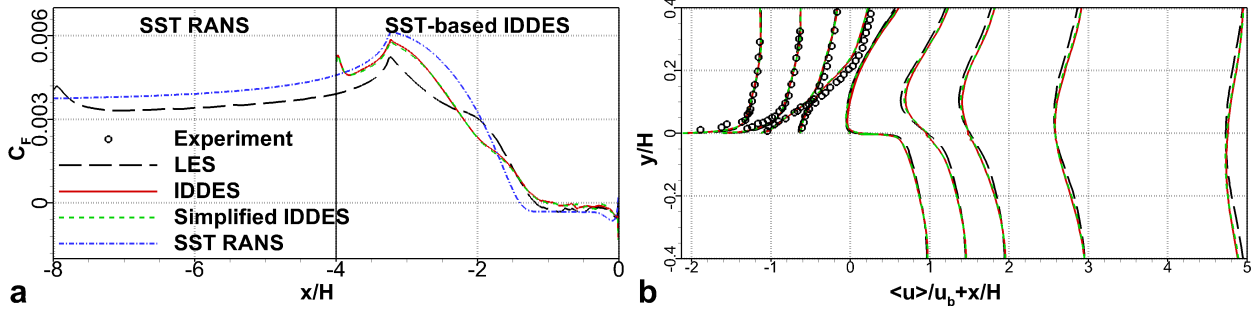 SST RANS
SST-based IDDES
0.006
0.003
0
C_F
Experiment
LES
IDDES
Simplified IDDES
SST RANS
-8
-6
-4
-2
0
x/H
a
0.4
0.2
0
-0.2
-0.4
y/H
-2
-1
0
1
2
3
4
5
<u>/u_b+x/H
b